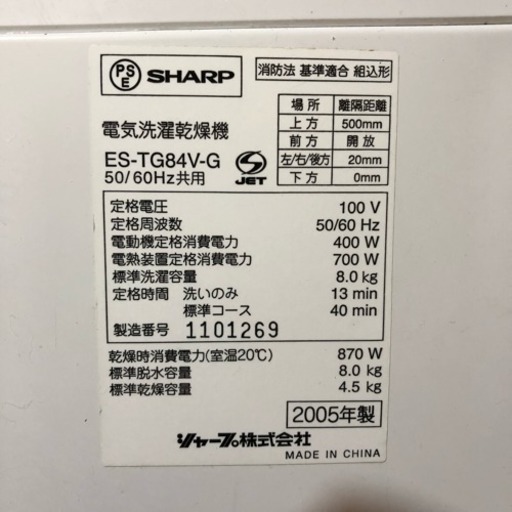 PS E SHARP
消防法 基準適合 組込形
場所 離隔距離
上方 500mm
前方 開放
左/右/後方 20mm
下方 0mm
電気洗濯乾燥機
ES-TG84V-G
50/60Hz共用
S JET
定格電圧 100 V
定格周波数 50/60 Hz
電動機定格消費電力 400 W
電熱装置定格消費電力 700 W
標準洗濯容量 8.0 kg
定格時間 洗いのみ 13 min
標準コース 40 min
製造番号 1101269
乾燥時消費電力(室温20℃) 870 W
標準脱水容量 8.0 kg
標準乾燥容量 4.5 kg
2005年製
シャープ株式会社
MADE IN CHINA